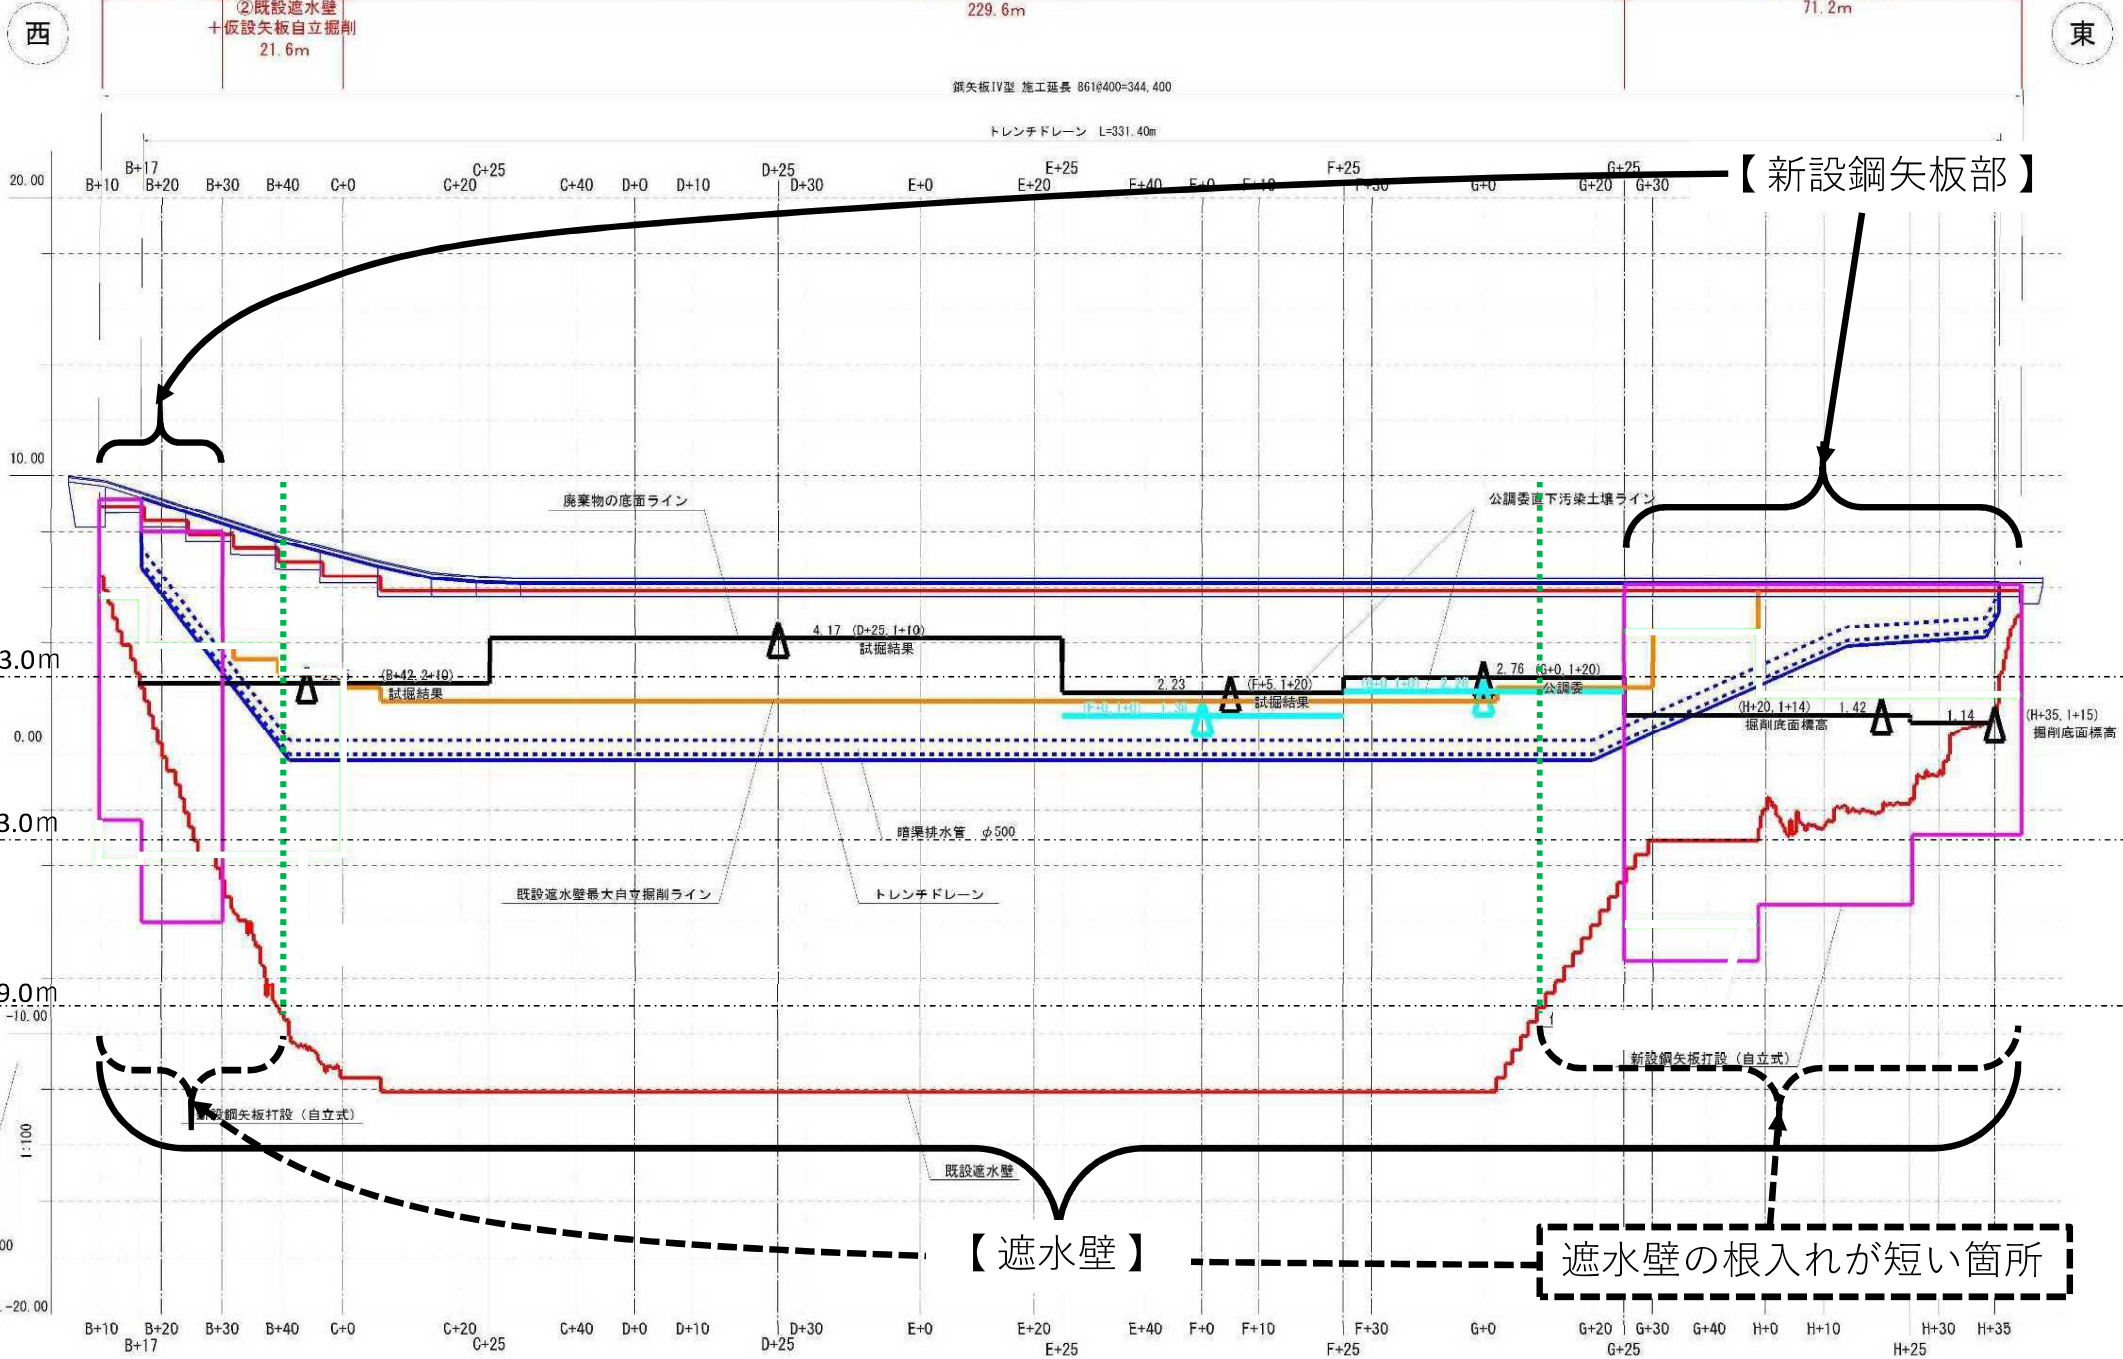 西
②既設遮水壁
＋仮設矢板自立掘削
21.6m
229.6m
71.2m
東
鋼矢板IV型 施工延長 861@400=344,400
トレンチドレーン L=331.40m
B+17 C+25 D+25 E+25 F+25 G+25
20.00 B+10 B+20 B+30 B+40 C+0 C+20 C+40 D+0 D+10 D+30 E+0 E+20 E+40 F+0 F+10 F+30 G+0 G+20 G+30
【 新設鋼矢板部 】
10.00
廃棄物の底面ライン
公調委直下汚染土壌ライン
4.17 (D+25,1+10)
試掘結果
3.0m
(B+42,2+10)
試掘結果
2.23 (F+5,1+20)
試掘結果
2.76 (G+0,1+20)
公調委
(F+0,1+0) 1.36
(H+20,1+14) 1.42
掘削底面標高
1.14 (H+35,1+15)
掘削底面標高
0.00
3.0m
暗渠排水管 φ500
既設遮水壁最大自立掘削ライン
トレンチドレーン
9.0m
-10.00
新設鋼矢板打設（自立式）
設鋼矢板打設（自立式）
1:100
既設遮水壁
【 遮水壁 】
遮水壁の根入れが短い箇所
00
-20.00
B+10 B+20 B+30 B+40 C+0 C+20 C+40 D+0 D+10 D+30 E+0 E+20 E+40 F+0 F+10 F+30 G+0 G+20 G+30 G+40 H+0 H+10 H+30 H+35
B+17 C+25 D+25 E+25 F+25 G+25 H+25